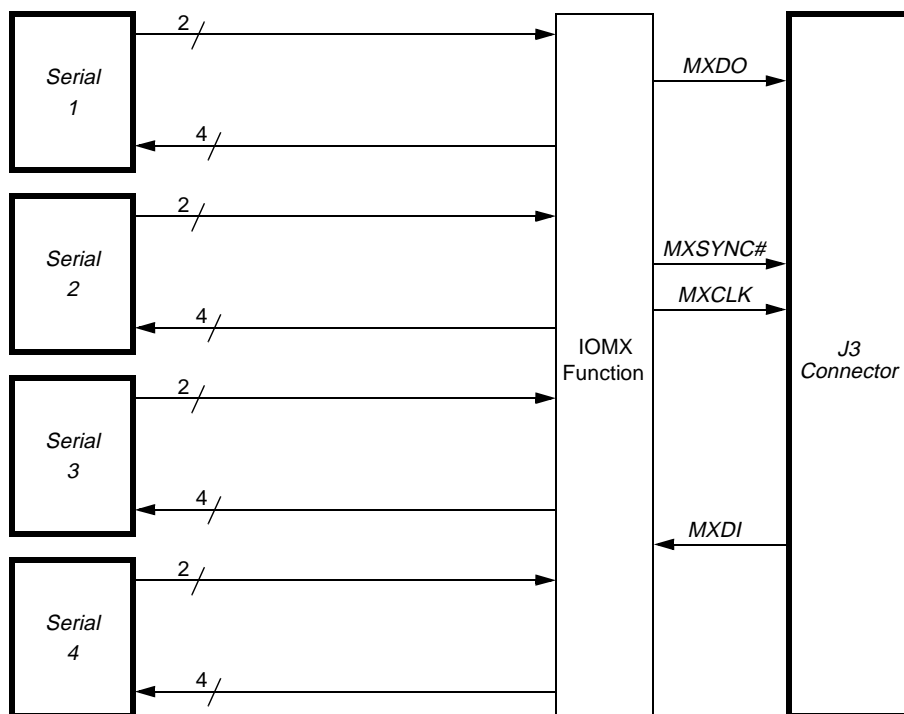 2
Serial
1
4
2
Serial
2
4
2
Serial
3
4
2
Serial
4
4
IOMX
Function
MXDO
MXSYNC#
MXCLK
MXDI
J3
Connector